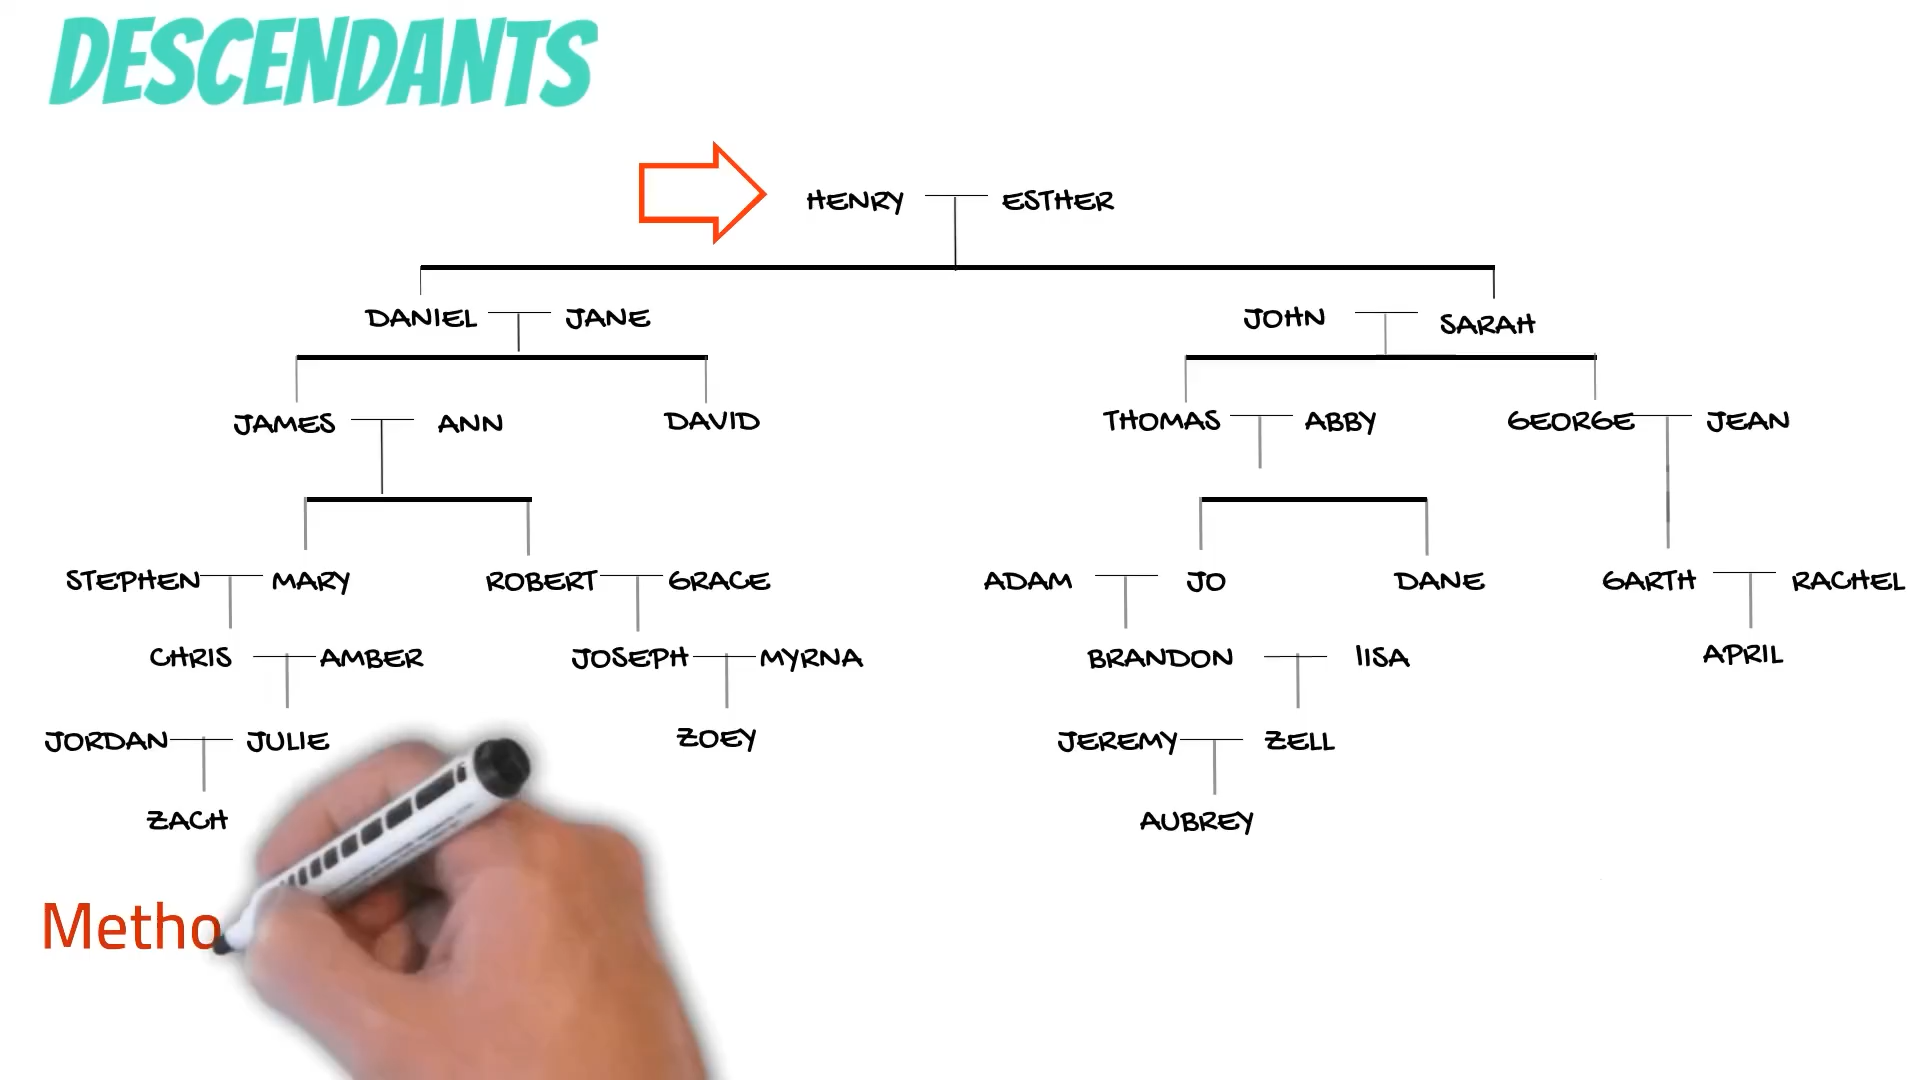 DESCENDANTS
HENRY ESTHER
DANIEL JANE JOHN SARAH
JAMES ANN DAVID THOMAS ABBY GEORGE JEAN
STEPHEN MARY ROBERT GRACE ADAM JO DANE GARTH RACHEL
CHRIS AMBER JOSEPH MYRNA BRANDON lISA APRIL
JORDAN JULIE ZOEY JEREMY ZELL
ZACH AUBREY
Metho